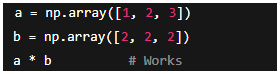 a = np.array([1, 2, 3])
b = np.array([2, 2, 2])
a * b          # Works